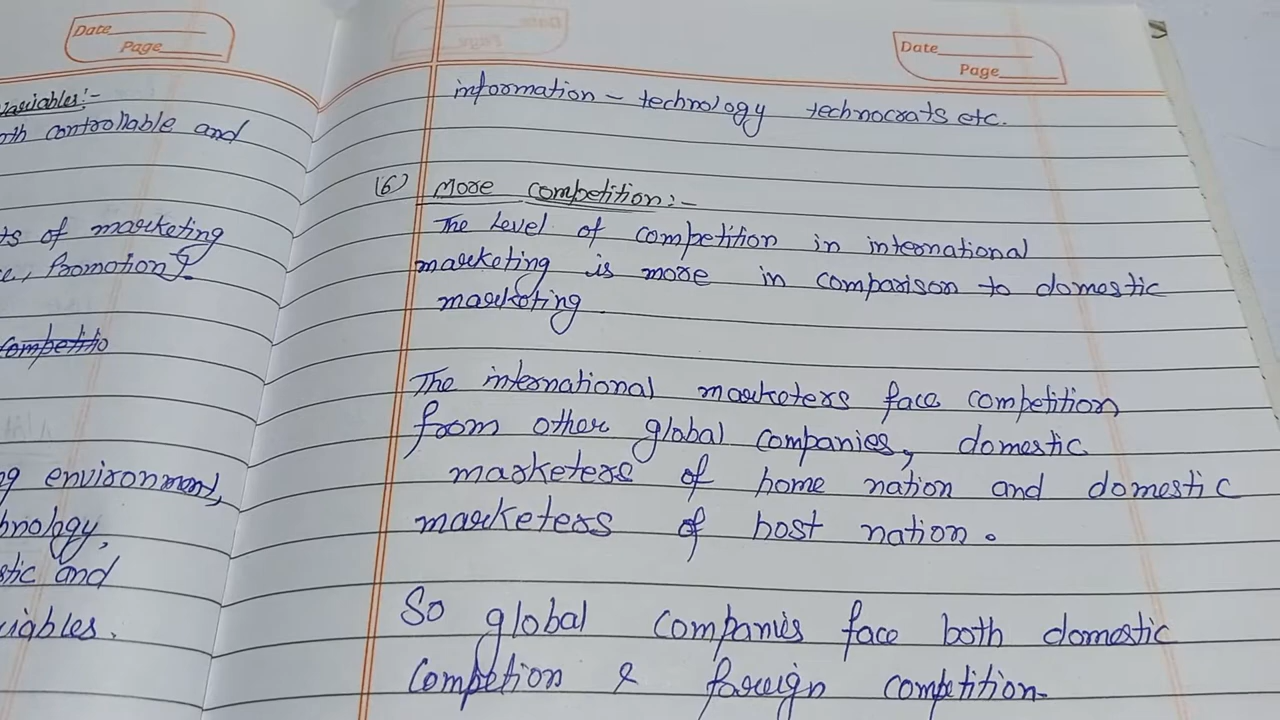 Date
Page
variables:-
oth controllable and
ts of marketing
e, Promotion}
Competitio
ng environment,
hnology,
stic and
riables.
Date
Page
information - technology technocrats etc.
(6) More competition:-
The Level of competition in international
marketing is more in comparison to domestic
marketing
The international marketers face competition
from other global companies, domestic
marketers of home nation and domestic
marketers of host nation.
So global companies face both domestic
Competion & foreign competition.